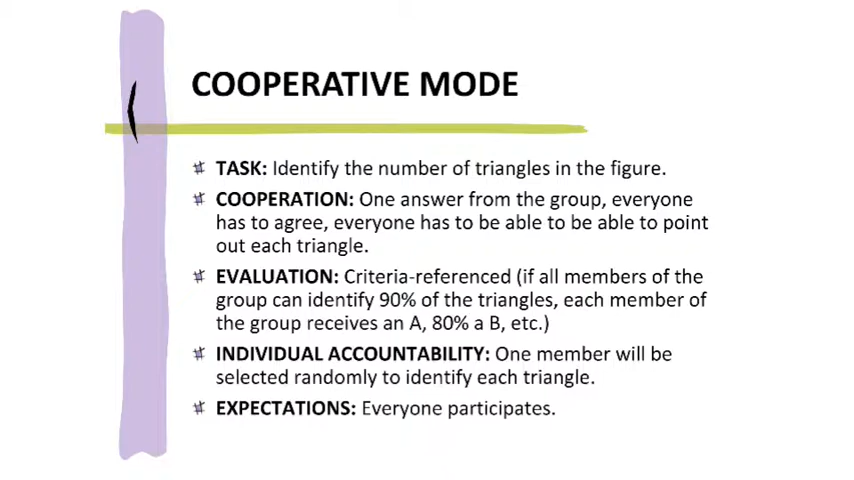 COOPERATIVE MODE
TASK: Identify the number of triangles in the figure.
COOPERATION: One answer from the group, everyone
has to agree, everyone has to be able to be able to point
out each triangle.
EVALUATION: Criteria-referenced (if all members of the
group can identify 90% of the triangles, each member of
the group receives an A, 80% a B, etc.)
INDIVIDUAL ACCOUNTABILITY: One member will be
selected randomly to identify each triangle.
EXPECTATIONS: Everyone participates.